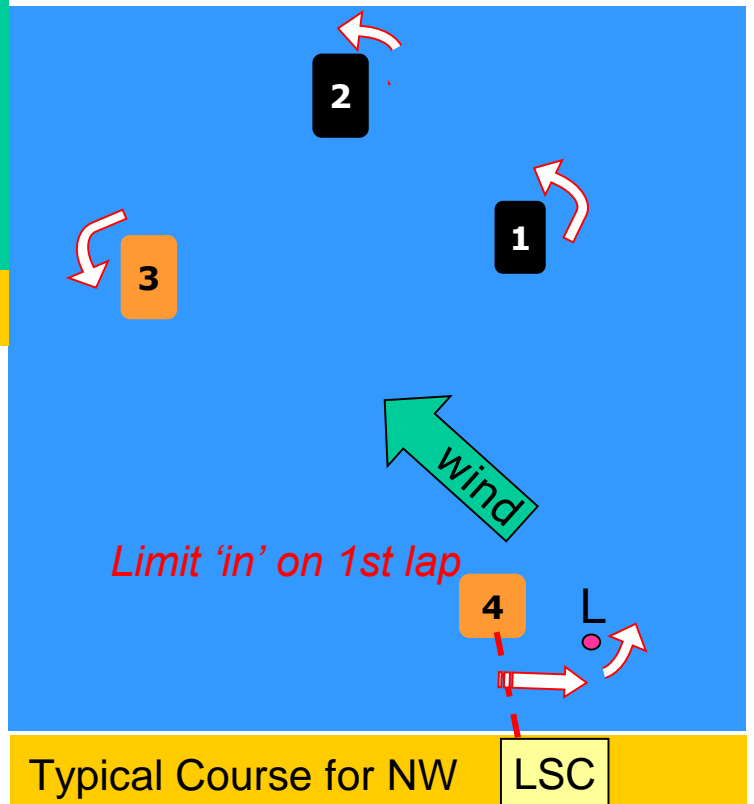 2
1
3
wind
Limit ‘in’ on 1st lap
4
L
Typical Course for NW
LSC